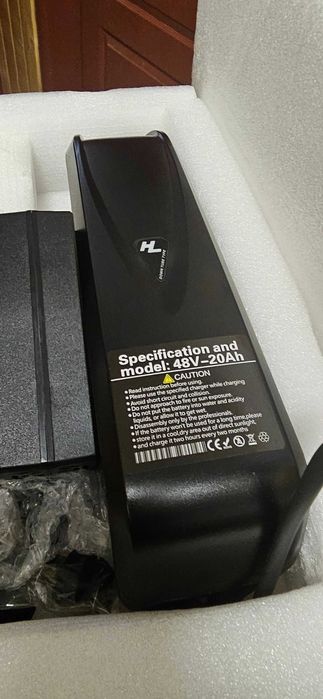 HL
Specification and
model: 48V-20Ah
CAUTION
Read instruction before using.
Please use the specified charger while charging
Avoid short circuit and collision.
Do not approach to fire or sun exposure.
Do not put the battery into water and acidity
liquids, or allow it to get wet.
Disassembly only by the professionals.
If the battery won't be used for a long time,please
store it in a cool,dry area out of direct sunlight,
and charge it two hours every two months.
CE